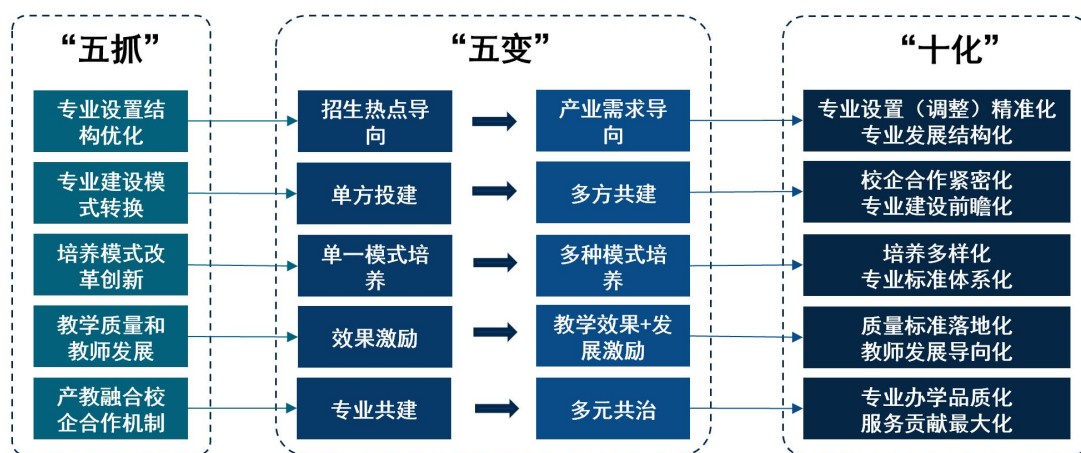 “五抓”
“五变”
“十化”
专业设置结
构优化
招生热点导
向
产业需求导
向
专业设置（调整）精准化
专业发展结构化
专业建设模
式转换
单方投建
多方共建
校企合作紧密化
专业建设前瞻化
培养模式改
革创新
单一模式培
养
多种模式培
养
培养多样化
专业标准体系化
教学质量和
教师发展
效果激励
教学效果+发
展激励
质量标准落地化
教师发展导向化
产教融合校
企合作机制
专业共建
多元共治
专业办学品质化
服务贡献最大化